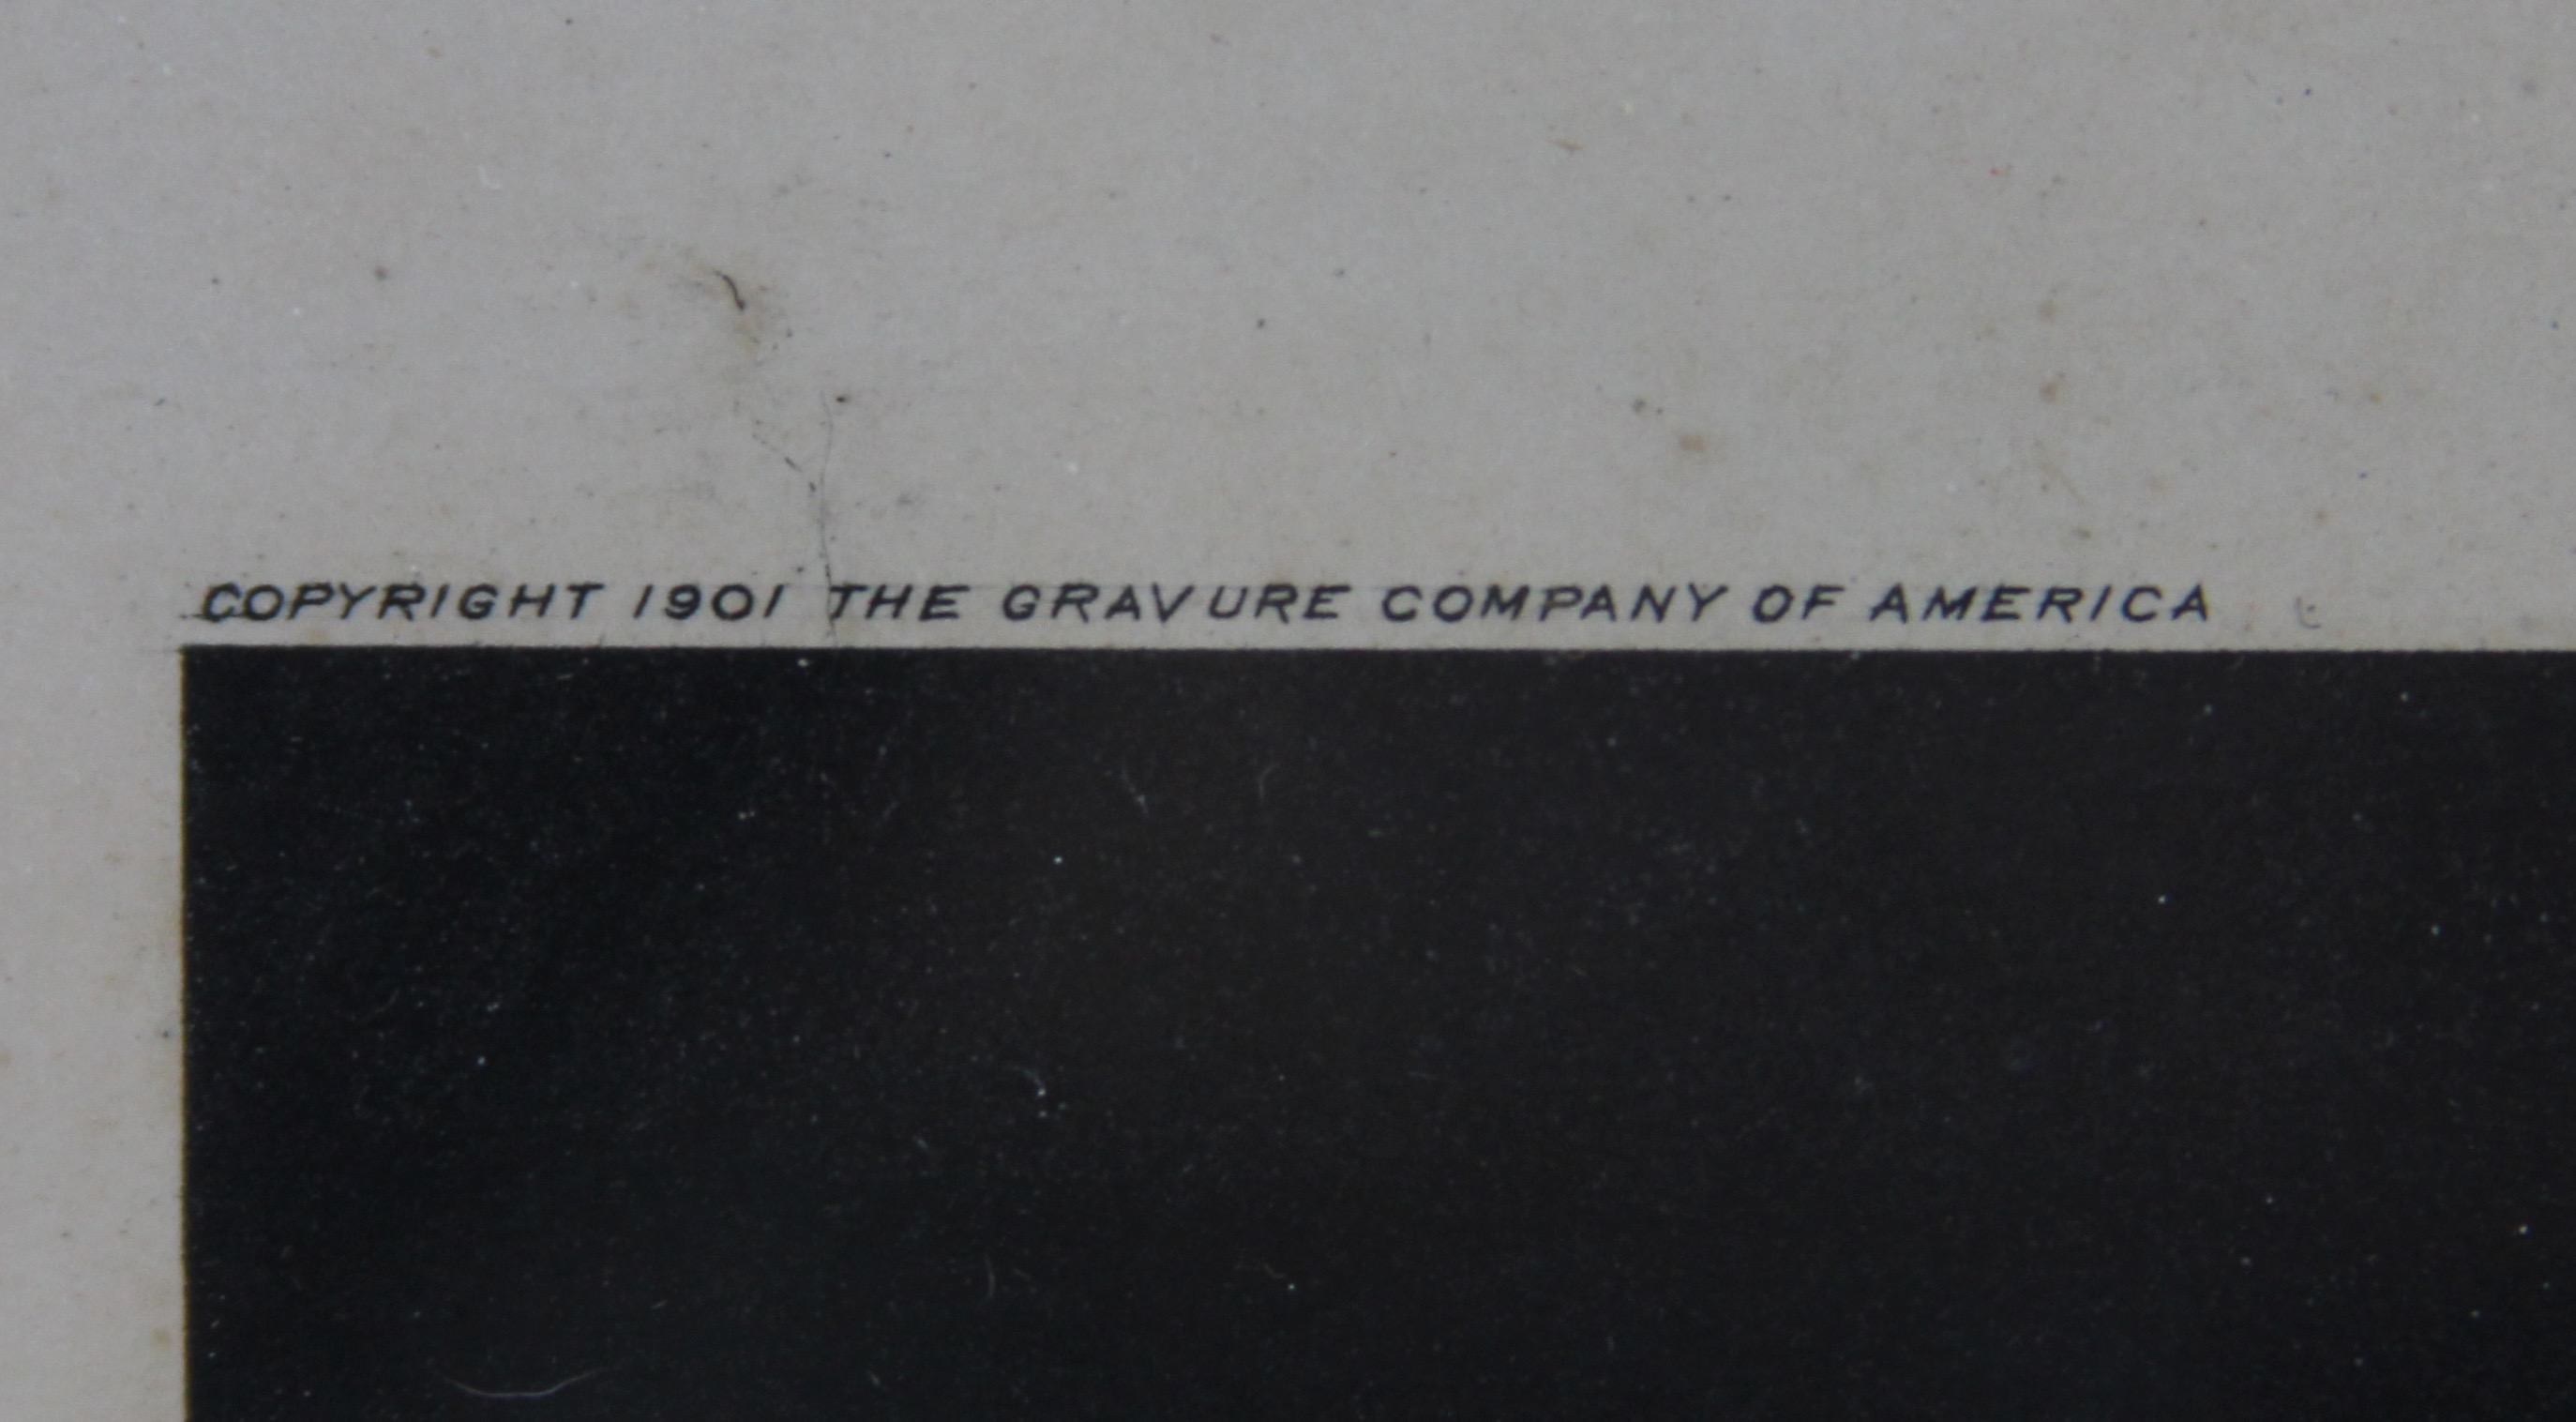 COPYRIGHT 1901 THE GRAVURE COMPANY OF AMERICA